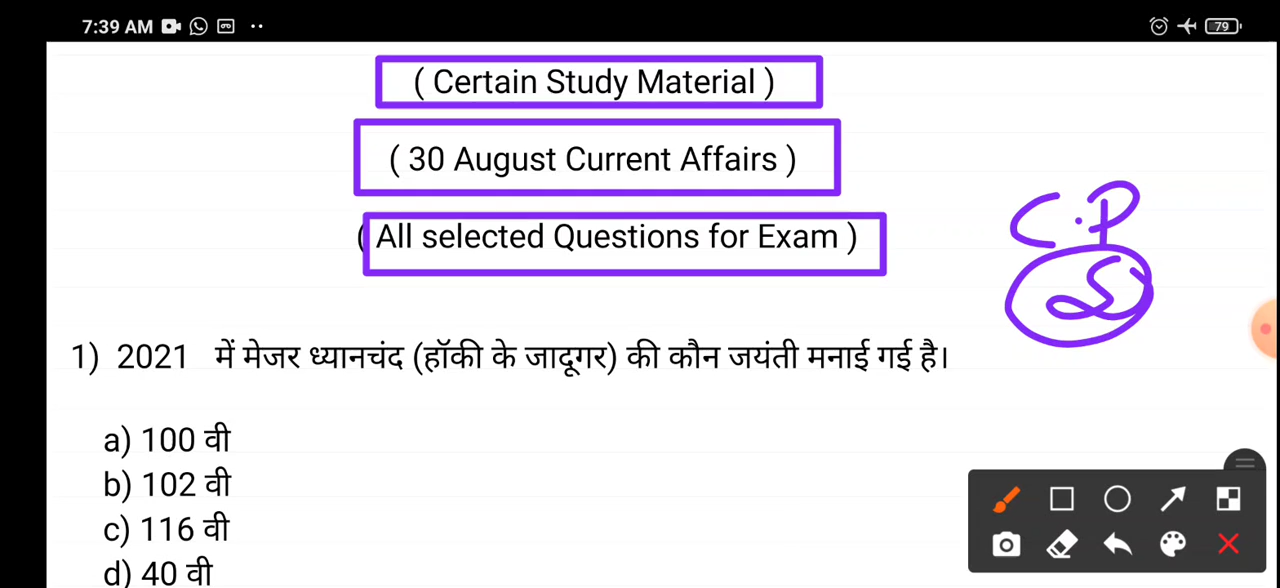 7:39 AM
79
( Certain Study Material )
( 30 August Current Affairs )
( All selected Questions for Exam )
C.P
S
1) 2021 में मेजर ध्यानचंद (हॉकी के जादूगर) की कौन जयंती मनाई गई है।
a) 100 वी
b) 102 वी
c) 116 वी
d) 40 वी